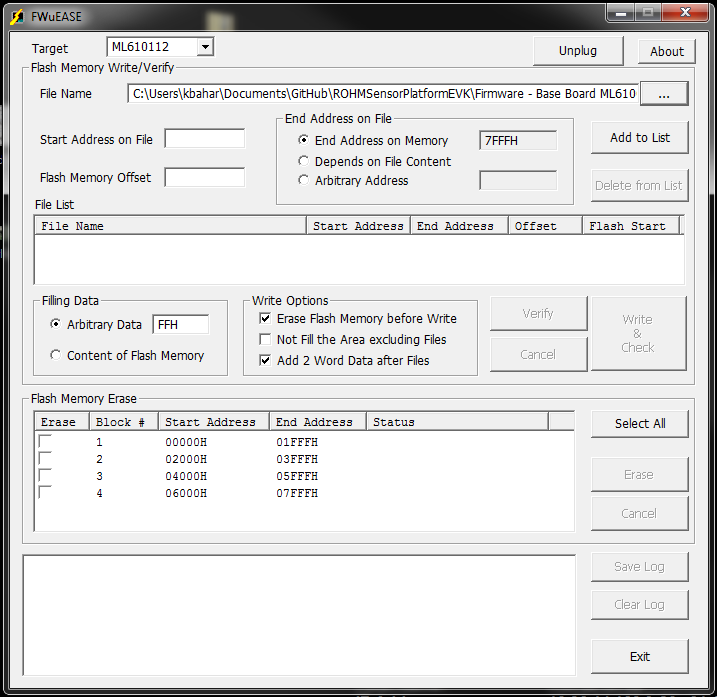 FWuEASE
Target ML610112 Unplug About
Flash Memory Write/Verify
File Name C:\Users\kbahar\Documents\GitHub\ROHMSensorPlatformEVK\Firmware - Base Board ML610 ...
End Address on File
Start Address on File End Address on Memory 7FFFH Add to List
Depends on File Content
Flash Memory Offset Arbitrary Address Delete from List
File List
File Name Start Address End Address Offset Flash Start
Filling Data Write Options
Arbitrary Data FFH Erase Flash Memory before Write Verify Write
Not Fill the Area excluding Files &
Content of Flash Memory Add 2 Word Data after Files Cancel Check
Flash Memory Erase
Erase Block # Start Address End Address Status Select All
1 00000H 01FFFH
2 02000H 03FFFH
3 04000H 05FFFH Erase
4 06000H 07FFFH
Cancel
Save Log
Clear Log
Exit